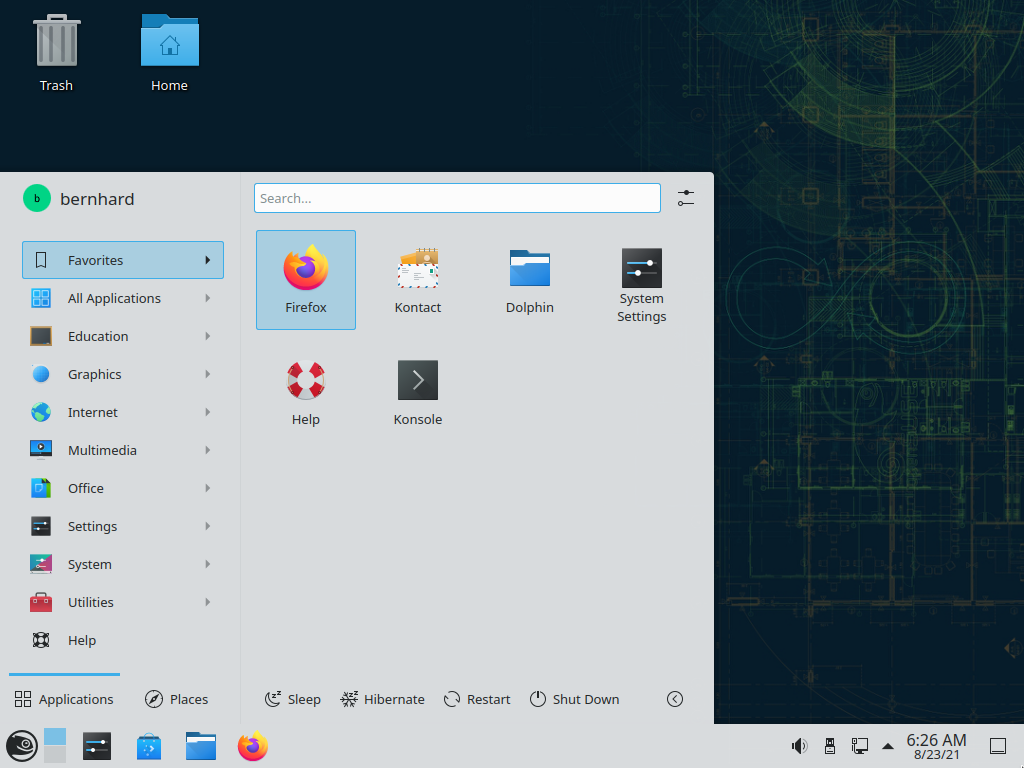 Trash
Home
b
bernhard
Search...
Favorites
All Applications
Education
Graphics
Internet
Multimedia
Office
Settings
System
Utilities
Help
Firefox
Kontact
Dolphin
System
Settings
Help
Konsole
Applications
Places
Sleep
Hibernate
Restart
Shut Down
6:26 AM
8/23/21